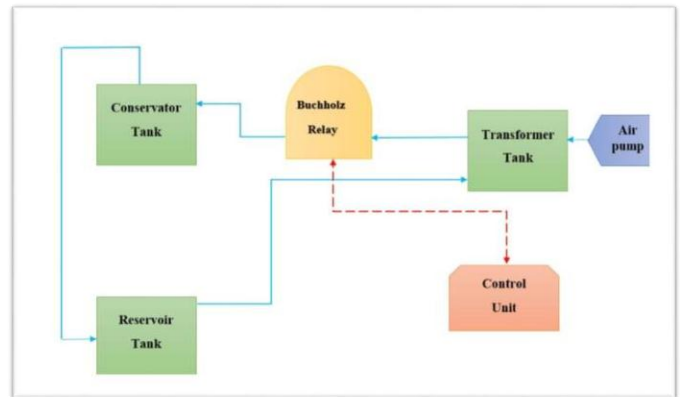 Conservator
Tank
Buchholz
Relay
Transformer
Tank
Air
pump
Control
Unit
Reservoir
Tank